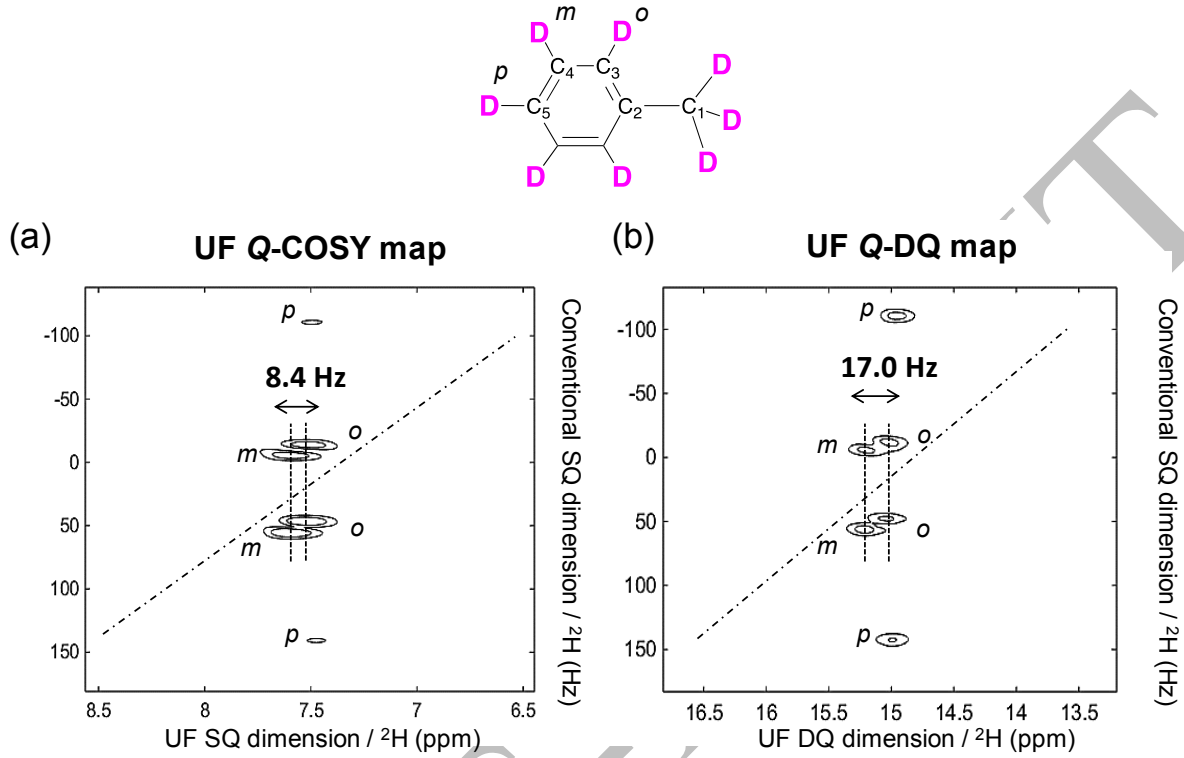 m
o
D
D
D
p
C4
C3
D
C5
C2
C1
D
D
D
D
(a)
UF Q-COSY map
p
8.4 Hz
o
m
m
o
p
-100
-50
0
50
100
150
8.5
8
7.5
7
6.5
UF SQ dimension / 2H (ppm)
Conventional SQ dimension / 2H (Hz)
(b)
UF Q-DQ map
p
17.0 Hz
m
o
m
o
p
-100
-50
0
50
100
150
16.5
16
15.5
15
14.5
14
13.5
UF DQ dimension / 2H (ppm)
Conventional SQ dimension / 2H (Hz)
T